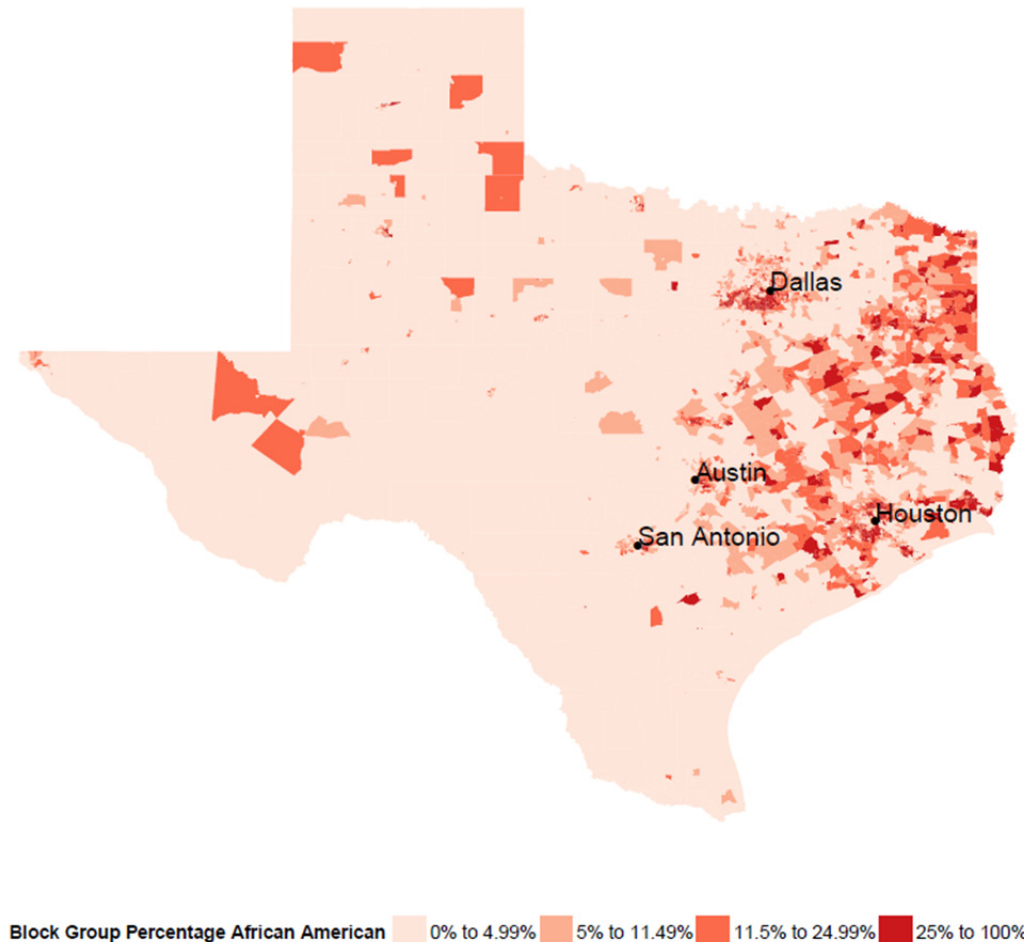 Dallas
Austin
Houston
San Antonio
Block Group Percentage African American 0% to 4.99% 5% to 11.49% 11.5% to 24.99% 25% to 100%